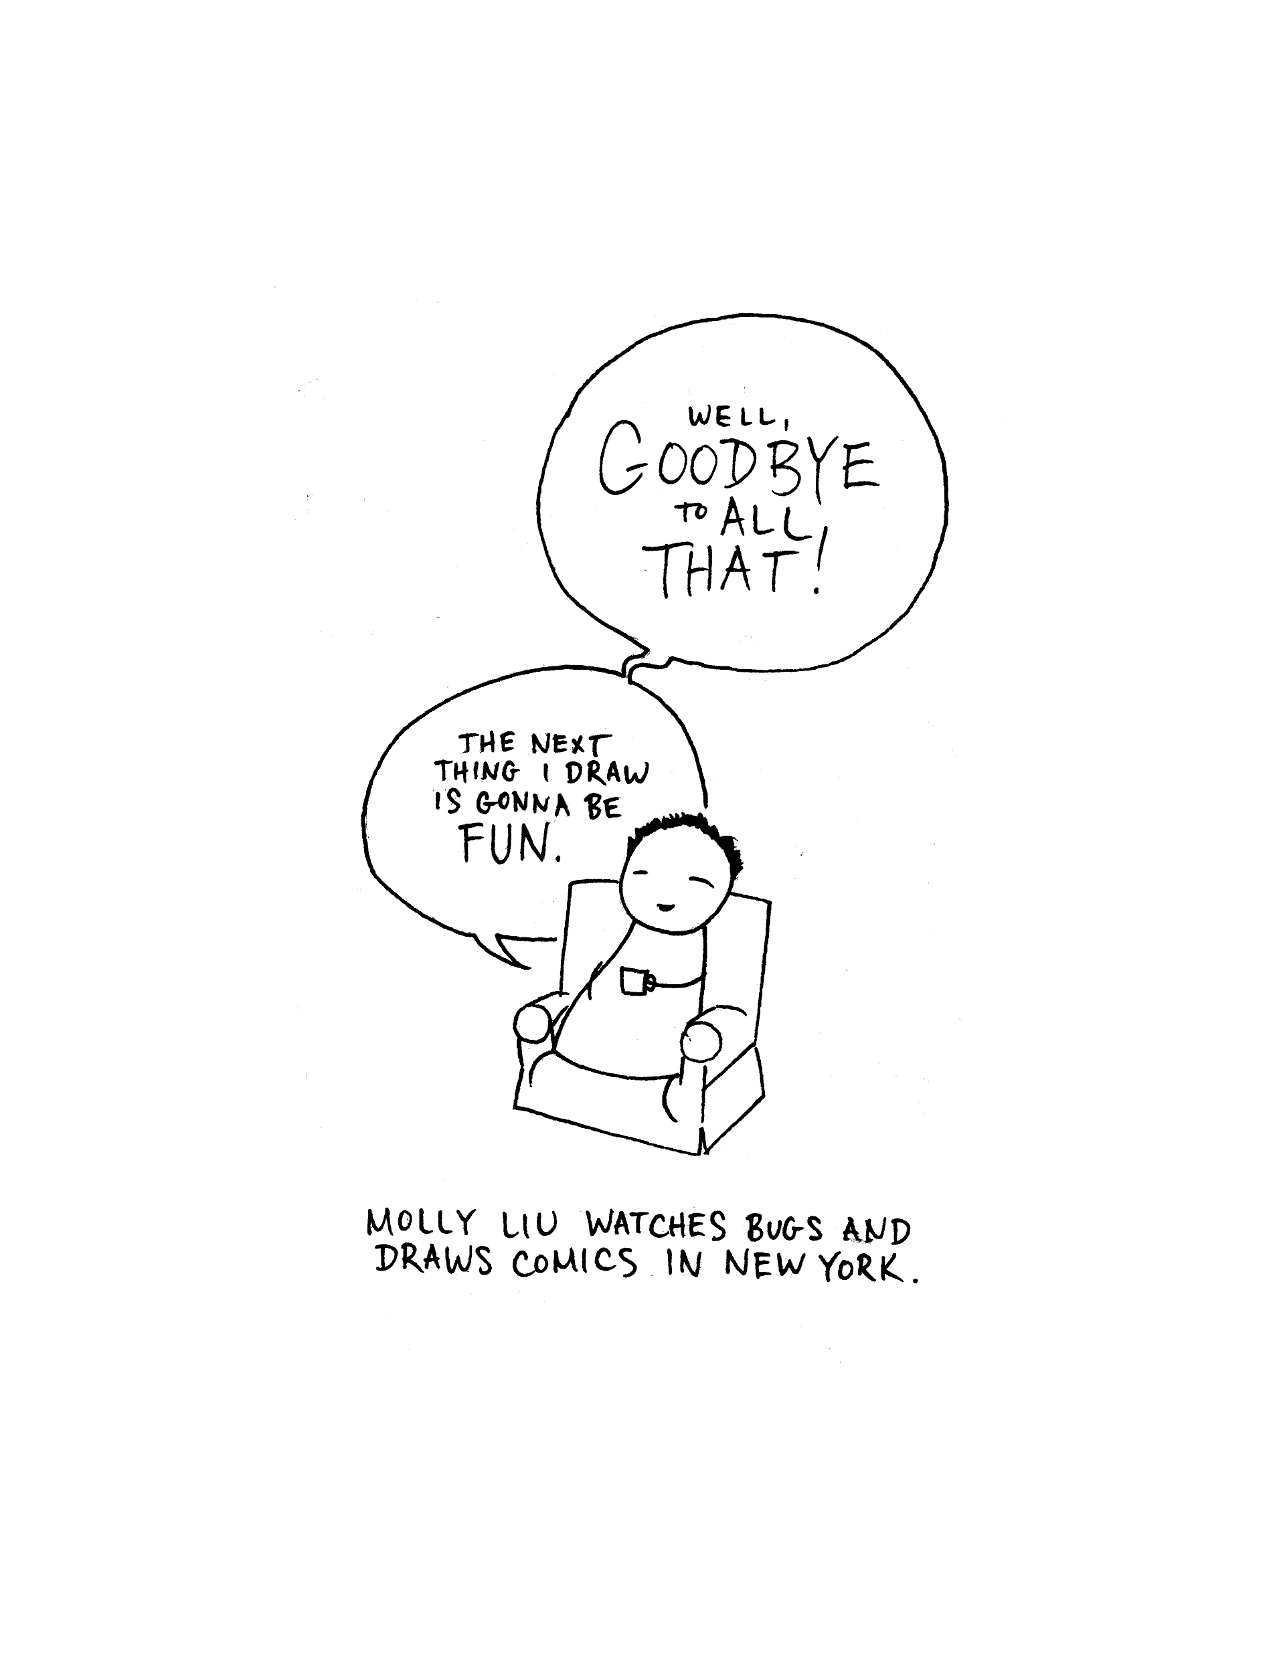 WELL,
GOODBYE
TO ALL
THAT!
THE NEXT
THING I DRAW
IS GONNA BE
FUN.
MOLLY LIU WATCHES BUGS AND
DRAWS COMICS IN NEW YORK.